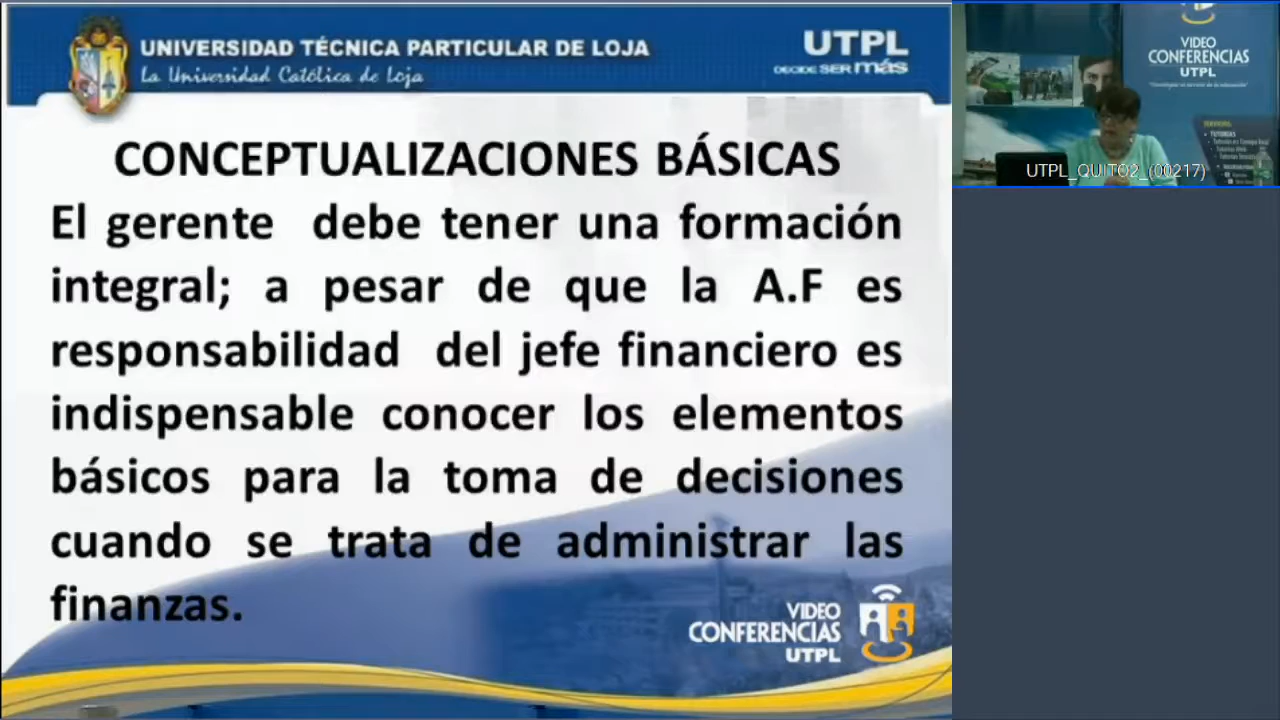 UNIVERSIDAD TÉCNICA PARTICULAR DE LOJA
La Universidad Católica de Loja
UTPL
DECIDE SER más
CONCEPTUALIZACIONES BÁSICAS
El gerente debe tener una formación
integral; a pesar de que la A.F es
responsabilidad del jefe financiero es
indispensable conocer los elementos
básicos para la toma de decisiones
cuando se trata de administrar las
finanzas.
VIDEO
CONFERENCIAS
UTPL
VIDEO
CONFERENCIAS
UTPL
UTPL_QUITO2_(00217)